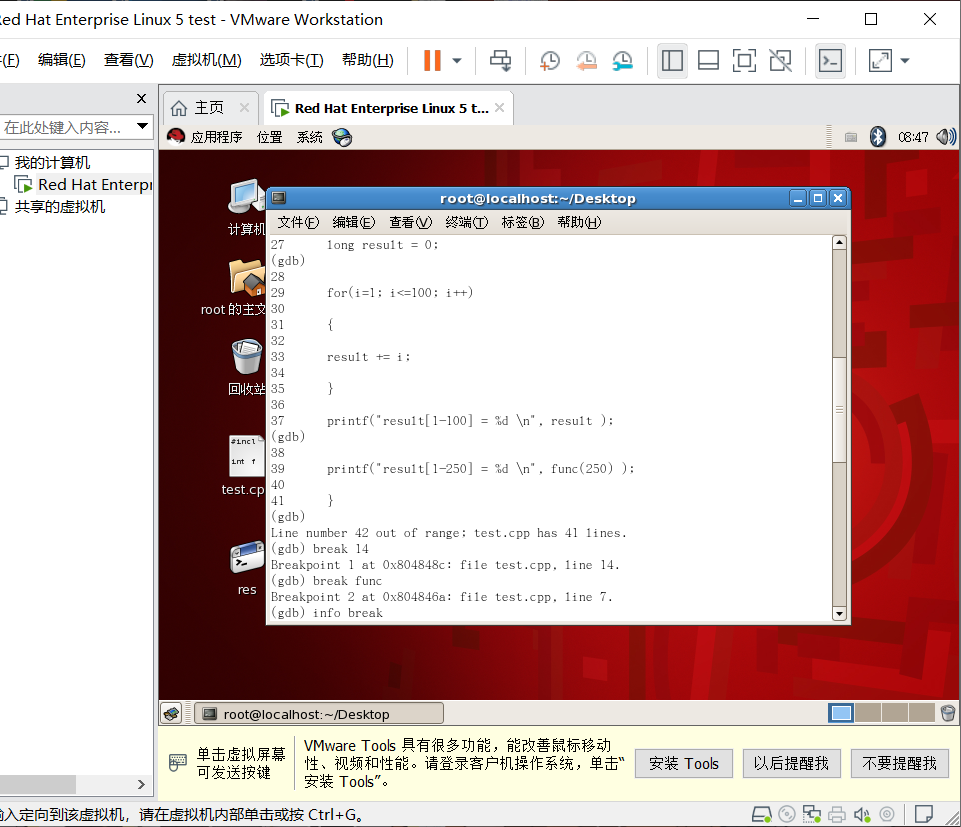 Red Hat Enterprise Linux 5 test - VMware Workstation
(F) 编辑(E) 查看(V) 虚拟机(M) 选项卡(T) 帮助(H)
在此处键入内容...
我的计算机
Red Hat Enterpr
共享的虚拟机
主页
Red Hat Enterprise Linux 5 t...
应用程序 位置 系统
08:47
计算机
root 的主文
回收站
#incl
int f
test.cp
res
root@localhost:~/Desktop
文件(F) 编辑(E) 查看(V) 终端(T) 标签(B) 帮助(H)
27 long result = 0;
(gdb)
28
29 for(i=1; i<=100; i++)
30
31 {
32
33 result += i;
34
35 }
36
37 printf("result[1-100] = %d \n", result );
(gdb)
38
39 printf("result[1-250] = %d \n", func(250) );
40
41 }
(gdb)
Line number 42 out of range; test.cpp has 41 lines.
(gdb) break 14
Breakpoint 1 at 0x804848c: file test.cpp, line 14.
(gdb) break func
Breakpoint 2 at 0x804846a: file test.cpp, line 7.
(gdb) info break
root@localhost:~/Desktop
单击虚拟屏幕
可发送按键
VMware Tools 具有很多功能，能改善鼠标移动
性、视频和性能。请登录客户机操作系统，单击“
安装 Tools”。
安装 Tools
以后提醒我
不要提醒我
输入定向到该虚拟机，请在虚拟机内部单击或按 Ctrl+G。